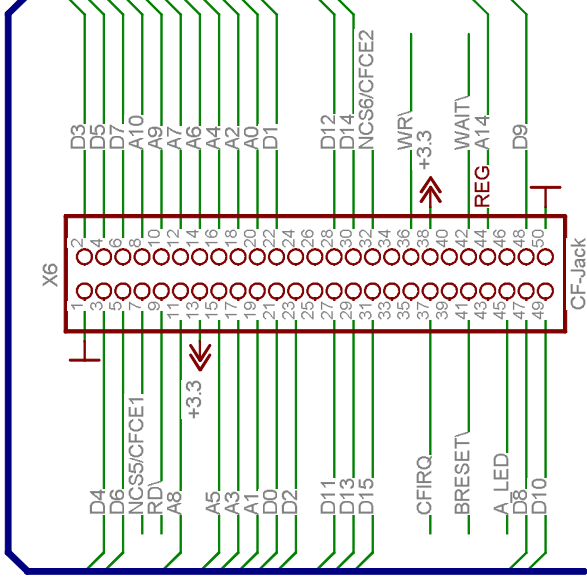 D3
D5
D7
A10
A9
A7
A6
A4
A2
A0
D1
D12
D14
NCS6/CFCE2
WR\
+3.3
WAIT\
A14
REG
D9
X6
2
4
6
8
10
12
14
16
18
20
22
24
26
28
30
32
34
36
38
40
42
44
46
48
50
1
3
5
7
9
11
13
15
17
19
21
23
25
27
29
31
33
35
37
39
41
43
45
47
49
CF-Jack
D4
D6
NCS5/CFCE1
RD\
A8
+3.3
A5
A3
A1
D0
D2
D11
D13
D15
CFIRQ
BRESET\
A_LED
D8
D10